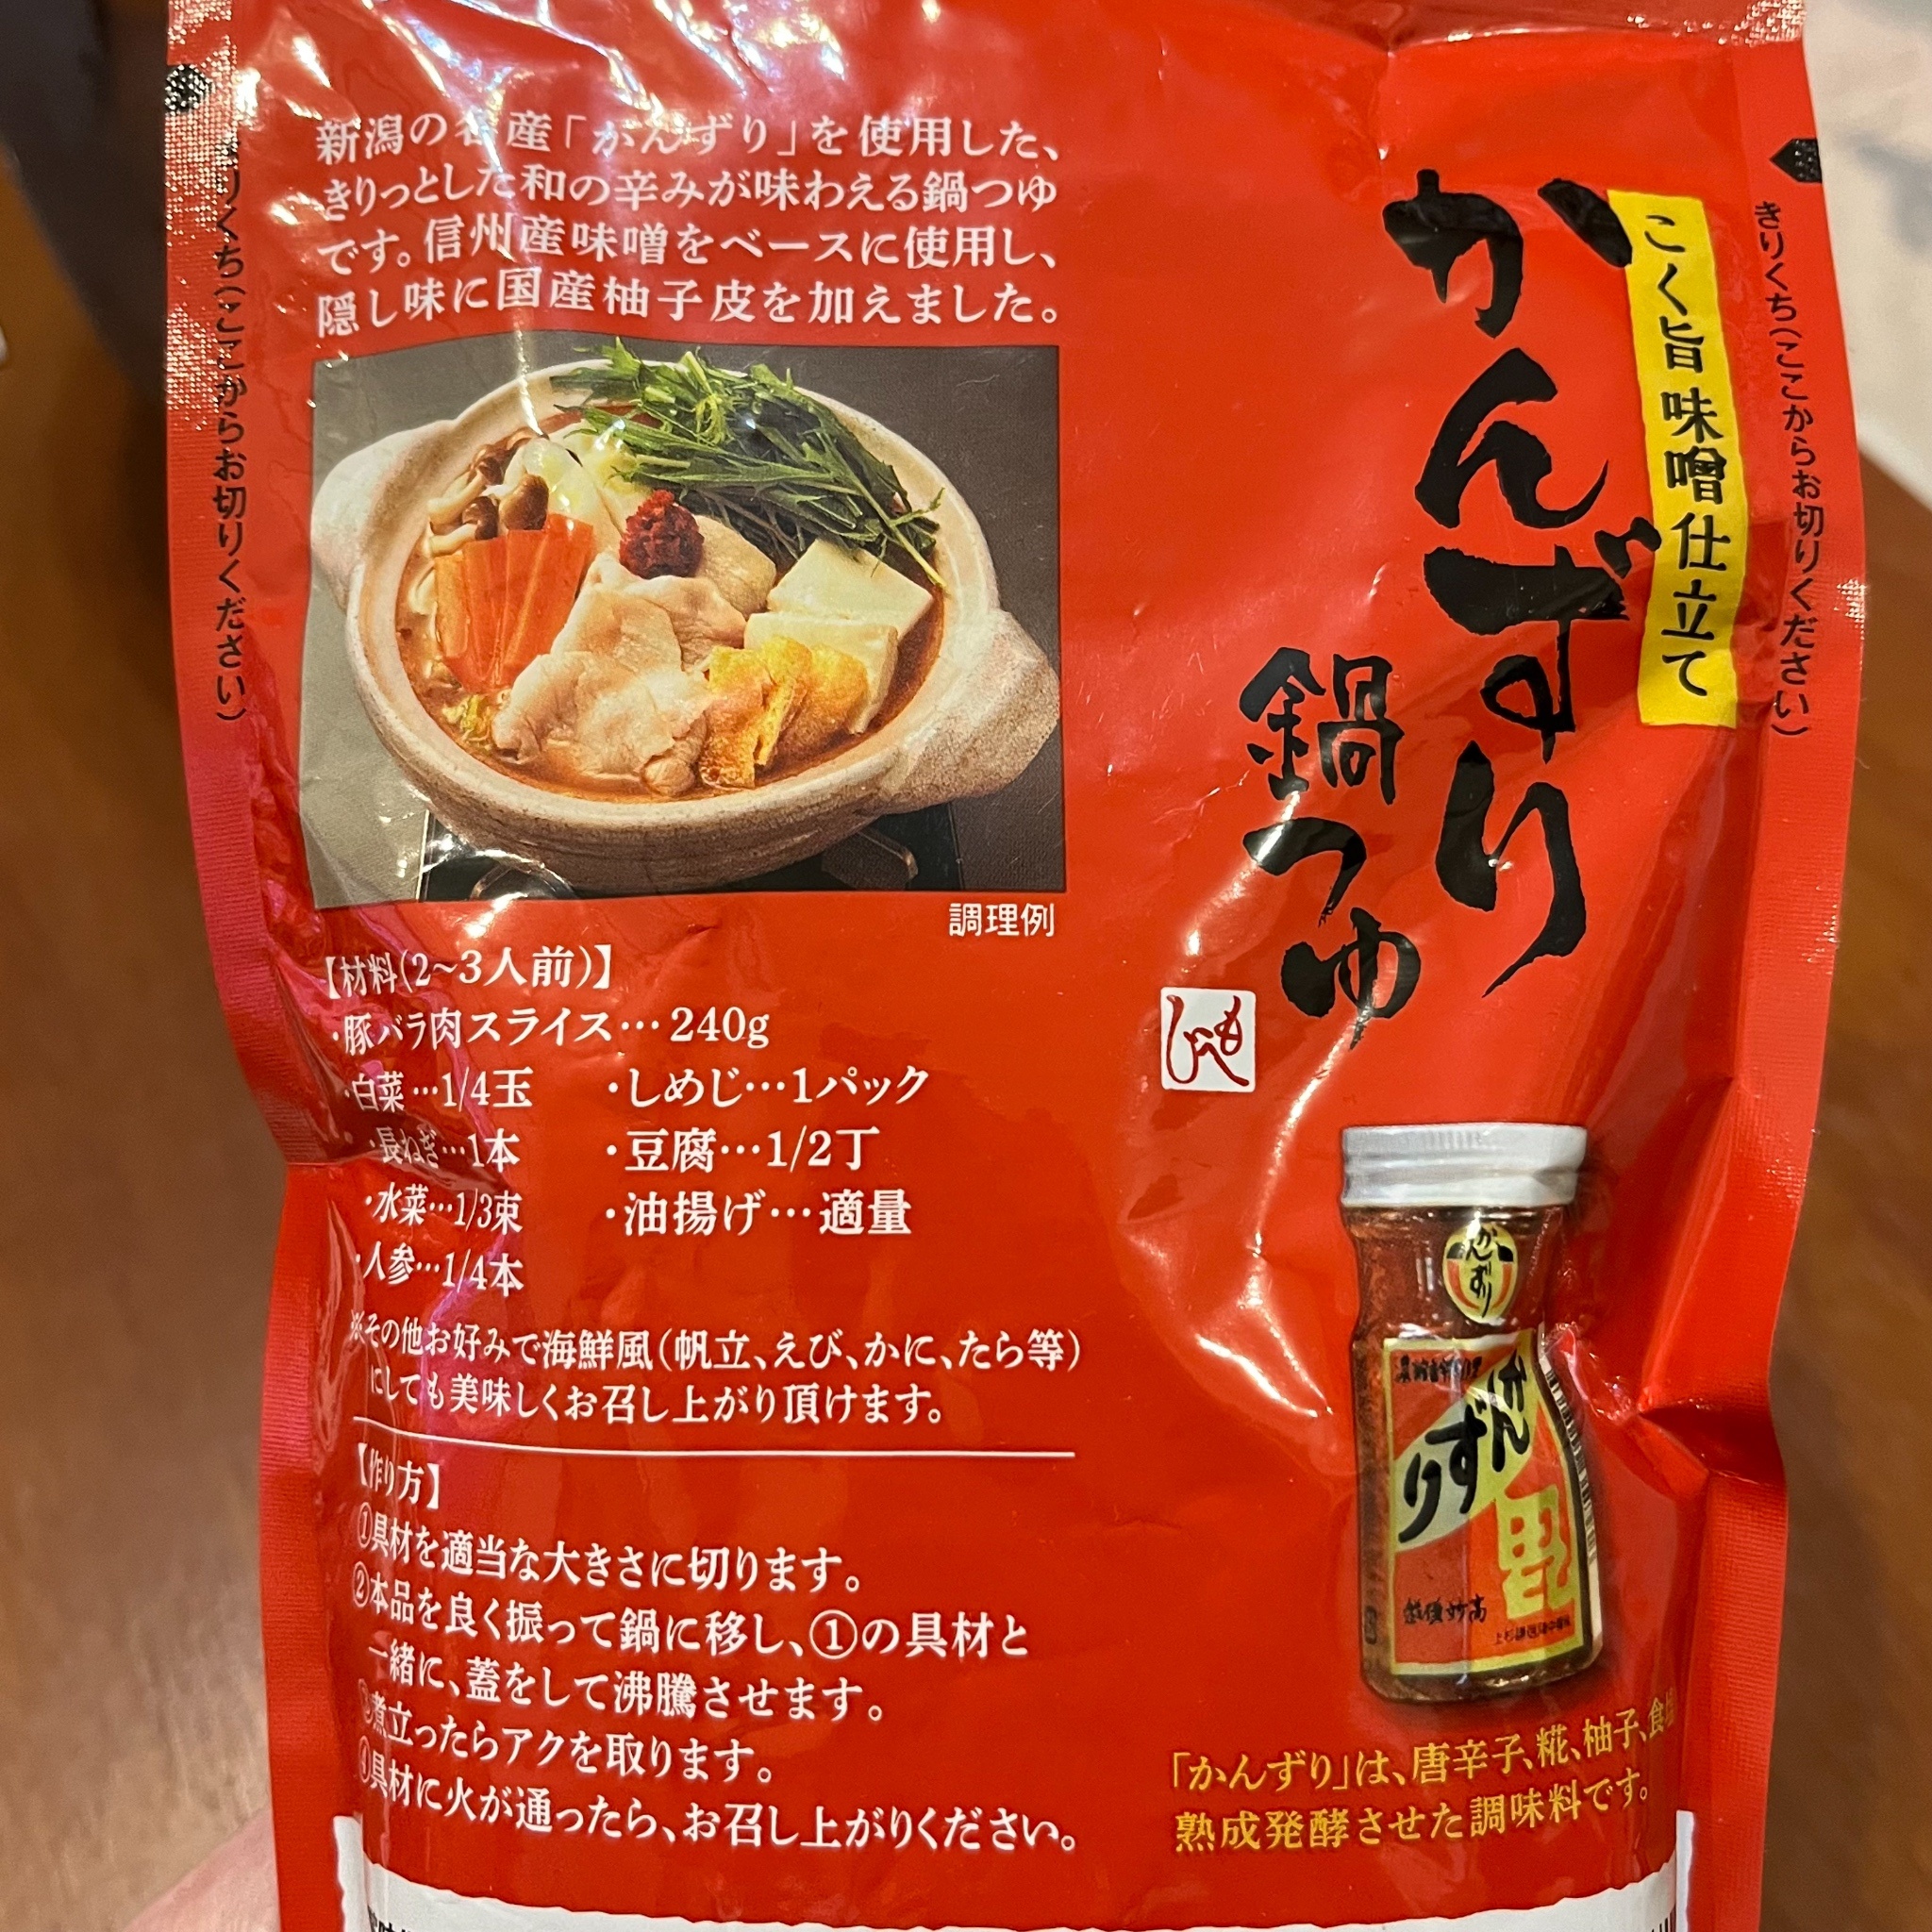 新潟の名産「かんずり」を使用した、
きりっとした和の辛みが味わえる鍋つゆ
です。信州産味噌をベースに使用し、
隠し味に国産柚子皮を加えました。
こく旨味噌仕立て
かんずり
鍋つゆ
きりくち(ここからお切りください)
りくち(ここからお切りください)
調理例
【材料(2~3人前)】
・豚バラ肉スライス…240g
・白菜…1/4玉 ・しめじ…1パック
・長ねぎ…1本 ・豆腐…1/2丁
・水菜…1/3束 ・油揚げ…適量
・人参…1/4本
※その他お好みで海鮮風(帆立、えび、かに、たら等)
にしても美味しくお召し上がり頂けます。
【作り方】
①具材を適当な大きさに切ります。
②本品を良く振って鍋に移し、①の具材と
一緒に、蓋をして沸騰させます。
③煮立ったらアクを取ります。
④具材に火が通ったら、お召し上がりください。
かんずり
かんずり
毘
越後妙高
「かんずり」は、唐辛子、糀、柚子、食塩
熟成発酵させた調味料です。